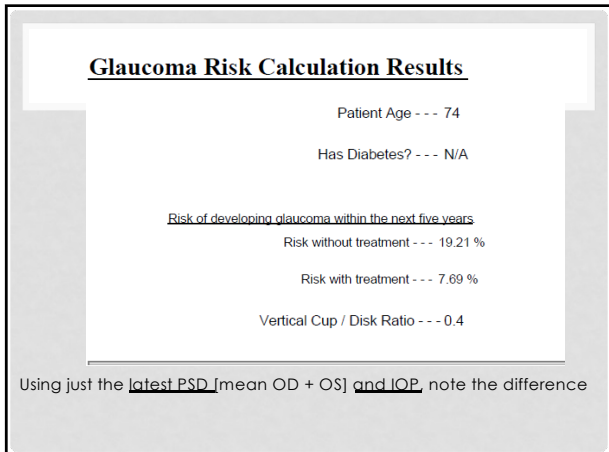 Glaucoma Risk Calculation Results
Patient Age - - - 74
Has Diabetes? - - - N/A
Risk of developing glaucoma within the next five years
Risk without treatment - - - 19.21 %
Risk with treatment - - - 7.69 %
Vertical Cup / Disk Ratio - - - 0.4
Using just the latest PSD [mean OD + OS] and IOP, note the difference